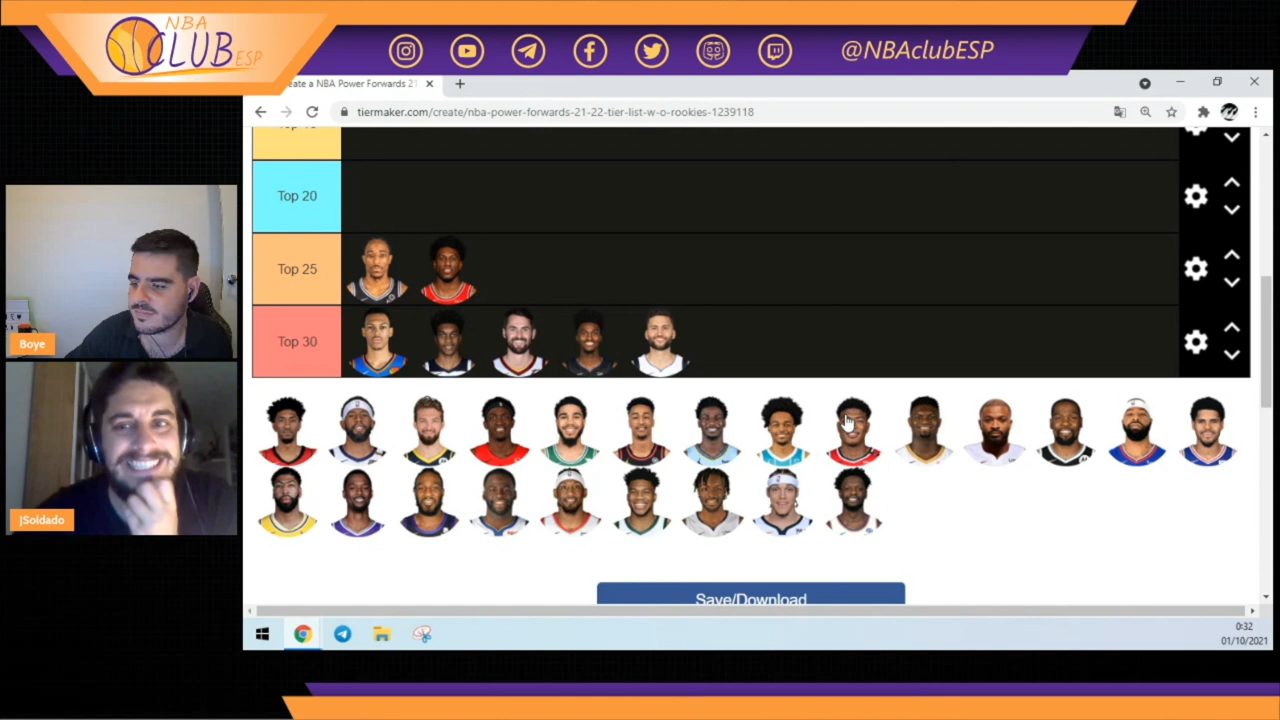 NBA
CLUB
ESP
@NBAclubESP
eate a NBA Power Forwards 21
tiermaker.com/create/nba-power-forwards-21-22-tier-list-w-o-rookies-1239118
Top 20
Top 25
Top 30
Boye
JSoldado
Save/Download
0:32
01/10/2021